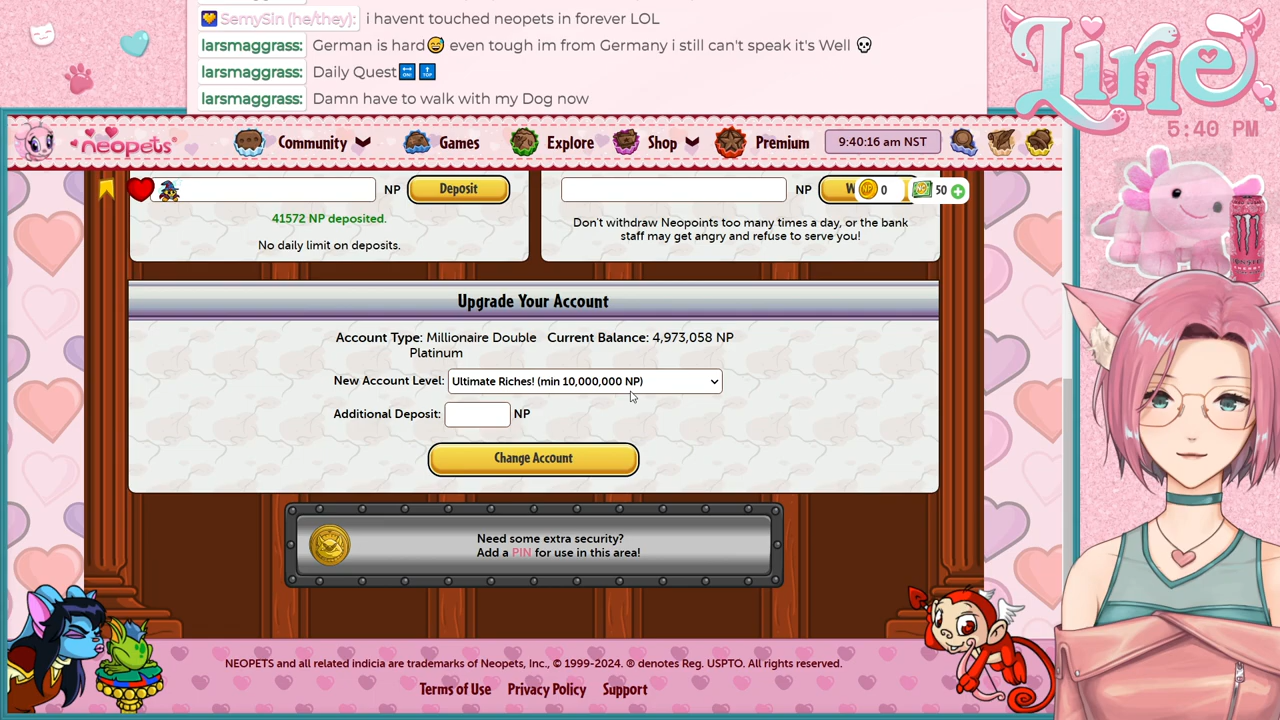 SemySin (he/they): i havent touched neopets in forever LOL
larsmaggrass: German is hard😅 even tough im from Germany i still can't speak it's Well 💀
larsmaggrass: Daily Quest
larsmaggrass: Damn have to walk with my Dog now
Lirie
5:40 PM
neopets
Community
Games
Explore
Shop
Premium
9:40:16 am NST
NP
Deposit
NP
W
0
50
41572 NP deposited.
No daily limit on deposits.
Don't withdraw Neopoints too many times a day, or the bank
staff may get angry and refuse to serve you!
Upgrade Your Account
Account Type: Millionaire Double
Platinum
Current Balance: 4,973,058 NP
New Account Level: Ultimate Riches! (min 10,000,000 NP)
Additional Deposit: NP
Change Account
Need some extra security?
Add a PIN for use in this area!
NEOPETS and all related indicia are trademarks of Neopets, Inc., © 1999-2024. ® denotes Reg. USPTO. All rights reserved.
Terms of Use Privacy Policy Support